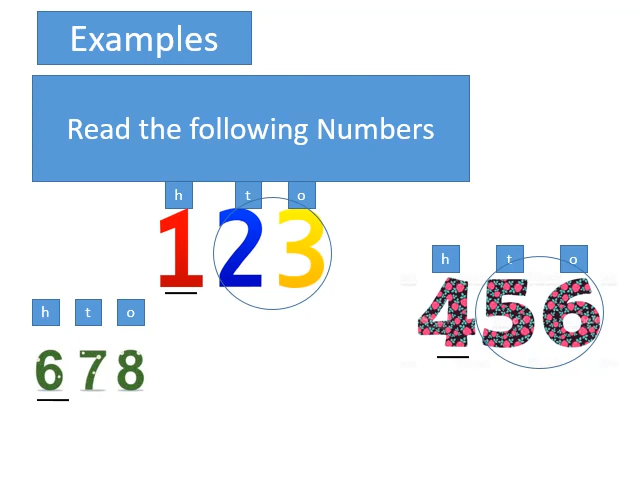 Examples
Read the following Numbers
h t o
123
h t o
456
h t o
678